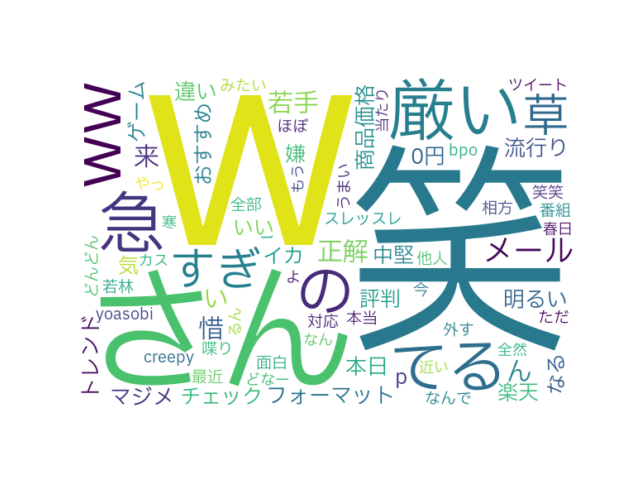 違い
みたい
ツイート
WW
ゲーム
W
若手
商品価格
当たり
厳い
草
おすすめ
ほぼ
来
嫌
もう
うまい
0円
bpo
流行り
やっ
笑
笑笑
急
全部
スレッスレ
相方
番組
寒
いい
正解
中堅
他人
春日
メール
どんどん
気
カス
すぎ
イカ
し
の
よ
若林
さん
い
評判
今
明るい
トレンド
yoasobi
惜
るん
対応
本当
ただ
喋り
なん
外す
creepy
面白
本日
てる
近い
ん
全然
なる
最近
どなー
p
マジメ
チェック
フォーマット
なんで
楽天